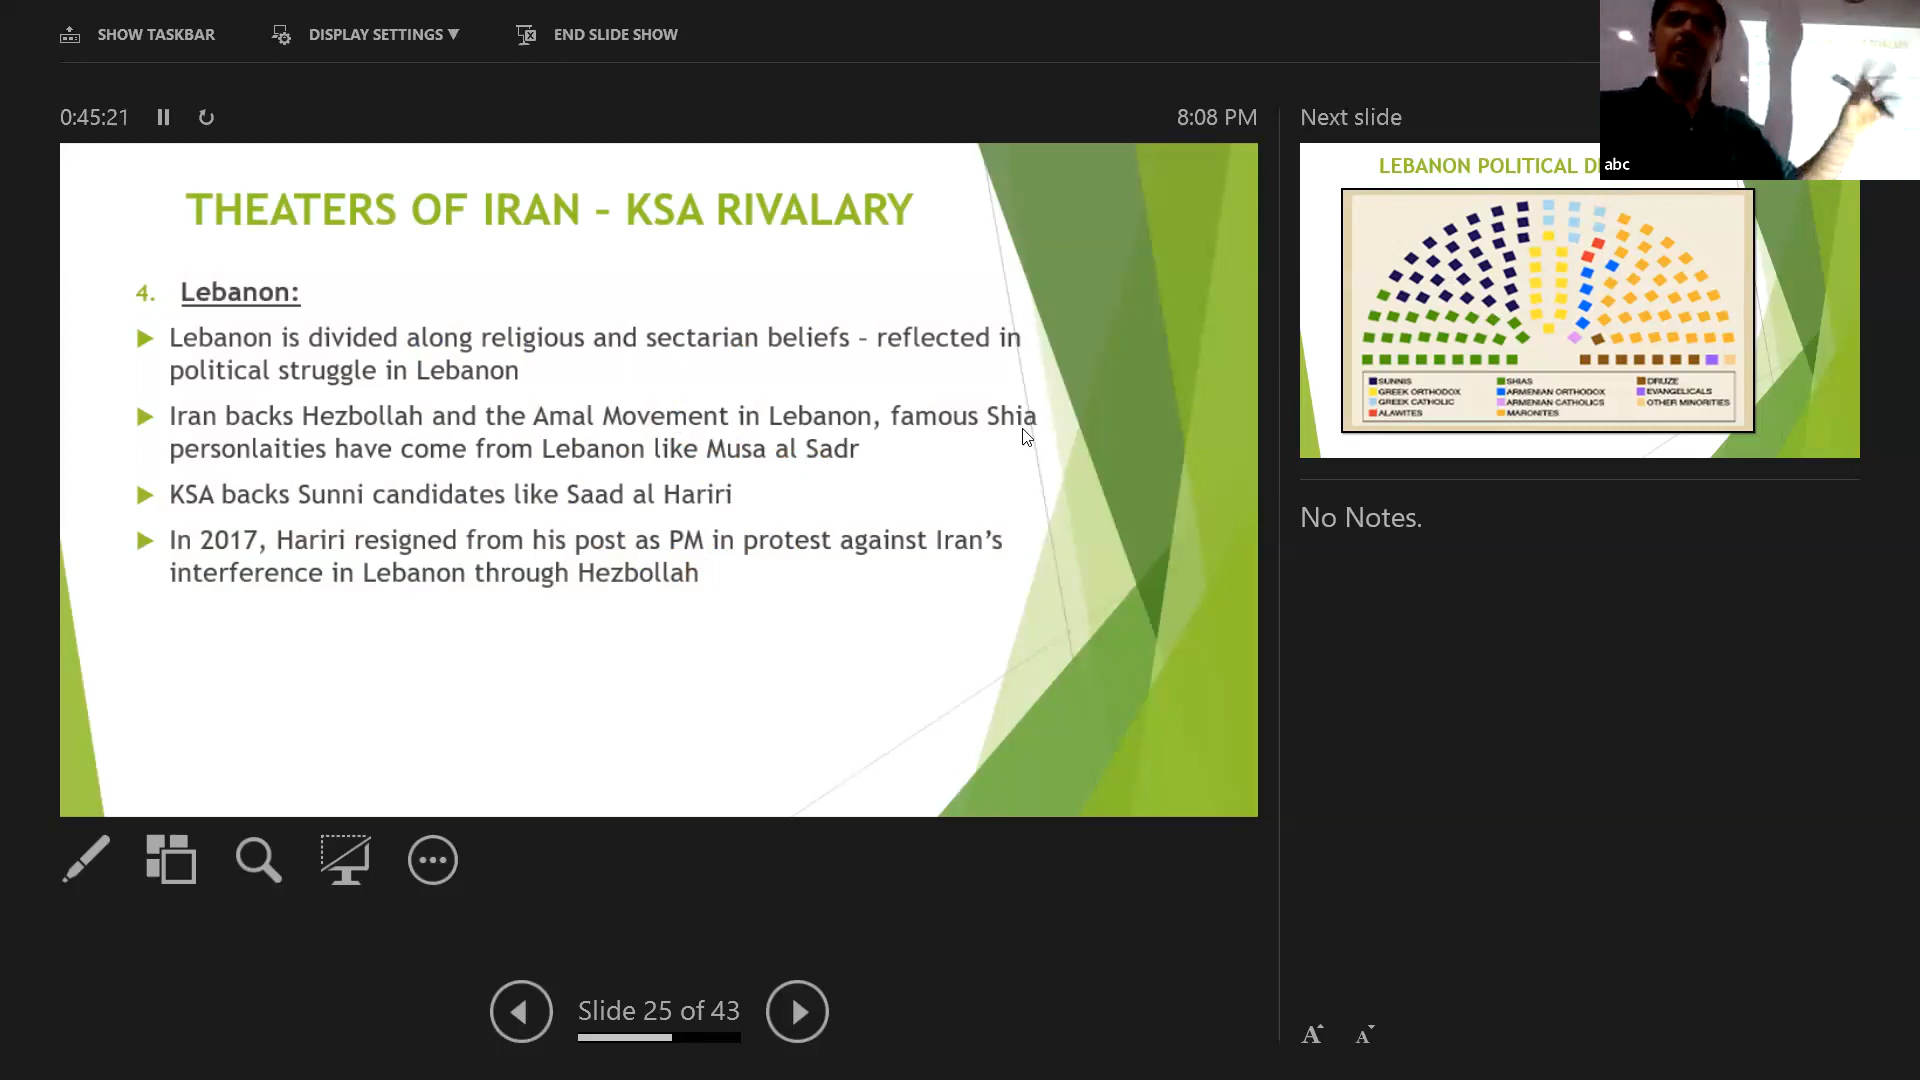 SHOW TASKBAR
DISPLAY SETTINGS ▼
END SLIDE SHOW
0:45:21
8:08 PM
THEATERS OF IRAN – KSA RIVALARY
4. Lebanon:
Lebanon is divided along religious and sectarian beliefs – reflected in
political struggle in Lebanon
Iran backs Hezbollah and the Amal Movement in Lebanon, famous Shia
personlaities have come from Lebanon like Musa al Sadr
KSA backs Sunni candidates like Saad al Hariri
In 2017, Hariri resigned from his post as PM in protest against Iran's
interference in Lebanon through Hezbollah
Slide 25 of 43
Next slide
abc
LEBANON POLITICAL
SUNNIS
SHIAS
DRUZE
GREEK ORTHODOX
ARMENIAN ORTHODOX
EVANGELICALS
GREEK CATHOLIC
ARMENIAN CATHOLICS
OTHER MINORITIES
ALAWITES
MARONITES
No Notes.
A A